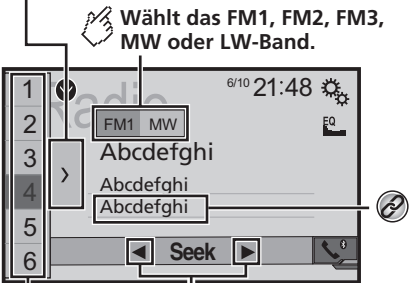 Wählt das FM1, FM2, FM3,
MW oder LW-Band.
Radio
6/10 21:48
1
2
3
4
5
6
FM1 MW
EQ
Abcdefghi
Abcdefghi
Abcdefghi
Seek